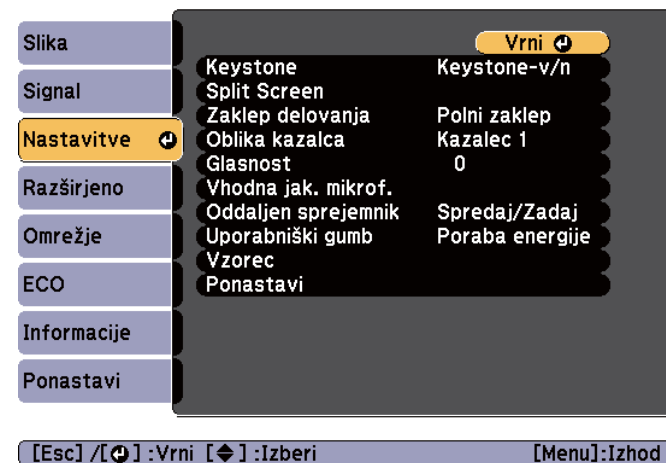 Slika
Signal
Nastavitve
Razširjeno
Omrežje
ECO
Informacije
Ponastavi
Vrni
Keystone Keystone-v/n
Split Screen
Zaklep delovanja Polni zaklep
Oblika kazalca Kazalec 1
Glasnost 0
Vhodna jak. mikrof.
Oddaljen sprejemnik Spredaj/Zadaj
Uporabniški gumb Poraba energije
Vzorec
Ponastavi
[Esc] /[⏎] :Vrni [◆] :Izberi [Menu]:Izhod